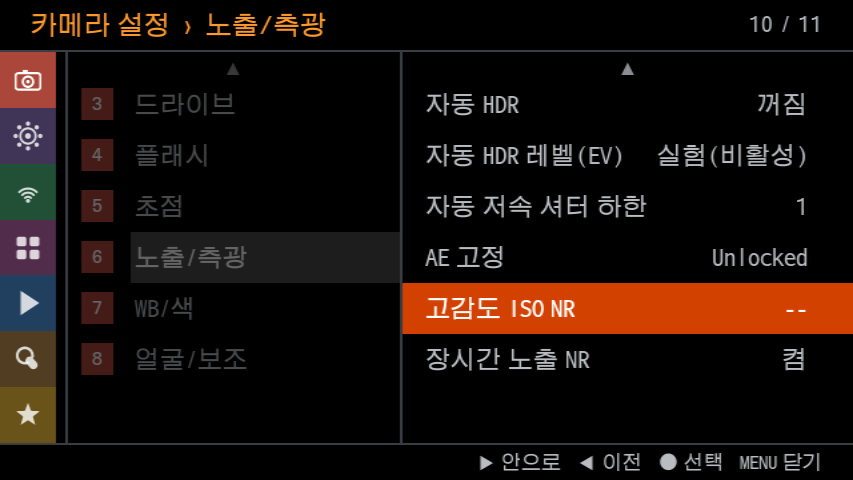 카메라 설정 › 노출/측광 10 / 11
3 드라이브
4 플래시
5 초점
6 노출/측광
7 WB/색
8 얼굴/보조
자동 HDR 꺼짐
자동 HDR 레벨(EV) 실험(비활성)
자동 저속 셔터 하한 1
AE 고정 Unlocked
고감도 ISO NR --
장시간 노출 NR 켬
▶ 안으로 ◀ 이전 ● 선택 MENU 닫기